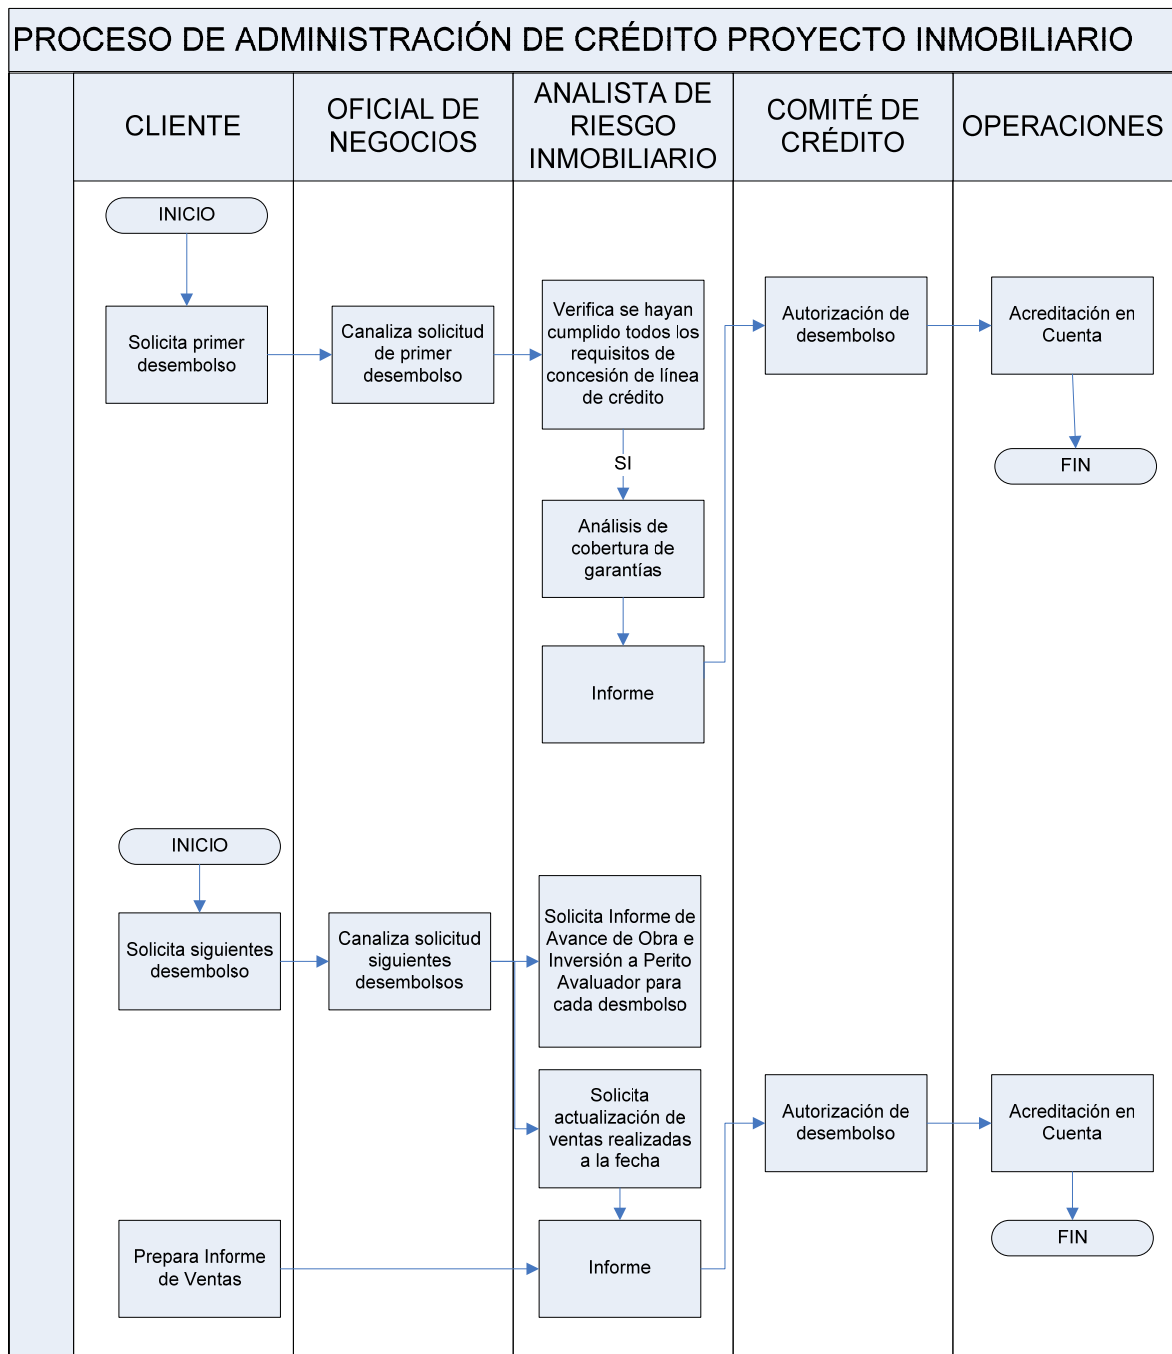 PROCESO DE ADMINISTRACIÓN DE CRÉDITO PROYECTO INMOBILIARIO
CLIENTE
OFICIAL DE
NEGOCIOS
ANALISTA DE
RIESGO
INMOBILIARIO
COMITÉ DE
CRÉDITO
OPERACIONES
INICIO
Solicita primer
desembolso
Canaliza solicitud
de primer
desembolso
Verifica se hayan
cumplido todos los
requisitos de
concesión de línea
de crédito
Autorización de
desembolso
Acreditación en
Cuenta
SI
FIN
Análisis de
cobertura de
garantías
Informe
INICIO
Solicita siguientes
desembolso
Canaliza solicitud
siguientes
desembolsos
Solicita Informe de
Avance de Obra e
Inversión a Perito
Avaluador para
cada desmbolso
Solicita
actualización de
ventas realizadas
a la fecha
Autorización de
desembolso
Acreditación en
Cuenta
Prepara Informe
de Ventas
Informe
FIN